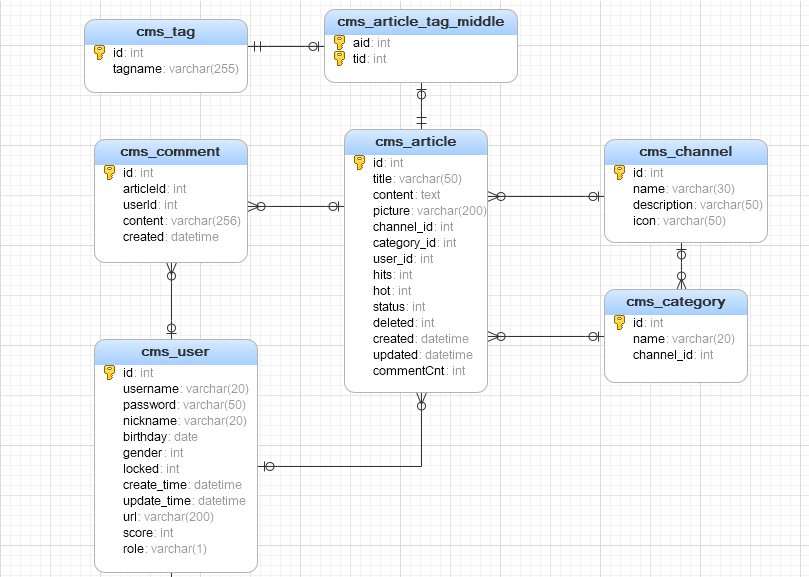 cms_tag
id: int
tagname: varchar(255)
cms_article_tag_middle
aid: int
tid: int
cms_comment
id: int
articleId: int
userId: int
content: varchar(256)
created: datetime
cms_article
id: int
title: varchar(50)
content: text
picture: varchar(200)
channel_id: int
category_id: int
user_id: int
hits: int
hot: int
status: int
deleted: int
created: datetime
updated: datetime
commentCnt: int
cms_channel
id: int
name: varchar(30)
description: varchar(50)
icon: varchar(50)
cms_category
id: int
name: varchar(20)
channel_id: int
cms_user
id: int
username: varchar(20)
password: varchar(50)
nickname: varchar(20)
birthday: date
gender: int
locked: int
create_time: datetime
update_time: datetime
url: varchar(200)
score: int
role: varchar(1)